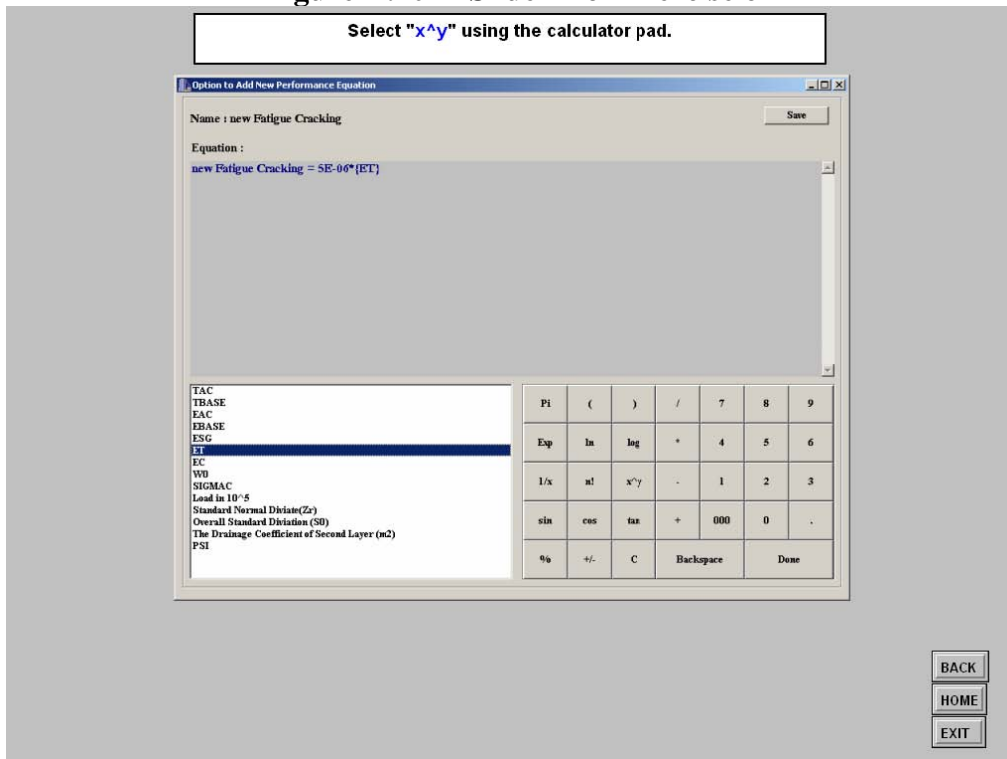 Select "x^y" using the calculator pad.
Option to Add New Performance Equation
Name : new Fatigue Cracking
Save
Equation :
new Fatigue Cracking = 5E-06*{ET}
TAC
TBASE
EAC
EBASE
ESG
ET
EC
W0
SIGMAC
Load in 10^5
Standard Normal Diviate(Zr)
Overall Standard Diviation (S0)
The Drainage Coefficient of Second Layer (m2)
PSI
Pi ( ) / 7 8 9
Exp ln log * 4 5 6
1/x n! x^y - 1 2 3
sin cos tan + 000 0 .
% +/- C Backspace Done
BACK
HOME
EXIT